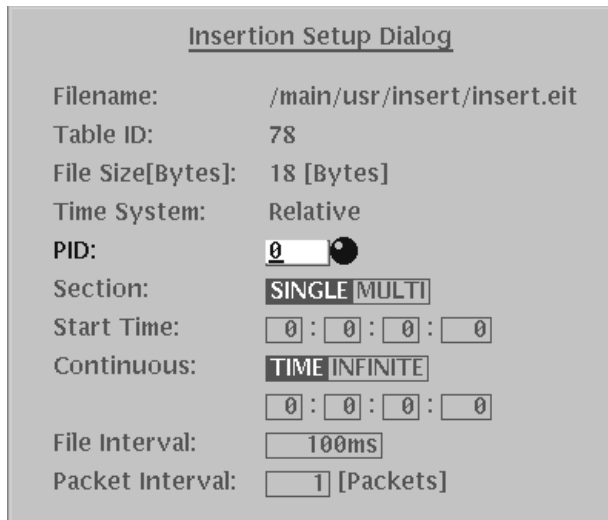 Insertion Setup Dialog
Filename: /main/usr/insert/insert.eit
Table ID: 78
File Size[Bytes]: 18 [Bytes]
Time System: Relative
PID: 0
Section: SINGLE MULTI
Start Time: 0 : 0 : 0 : 0
Continuous: TIME INFINITE
0 : 0 : 0 : 0
File Interval: 100ms
Packet Interval: 1 [Packets]